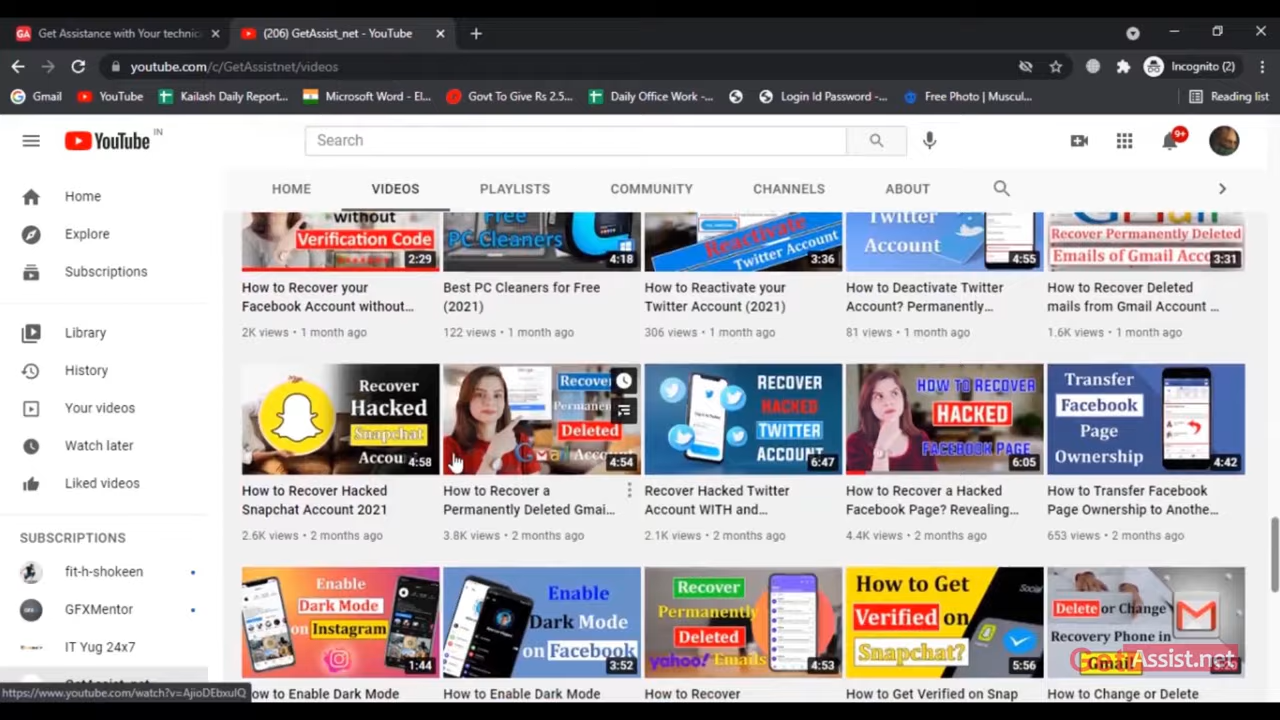 Get Assistance with Your technic
(206) GetAssist_net - YouTube
youtube.com/c/GetAssistnet/videos
Incognito (2)
Gmail
YouTube
Kailash Daily Report...
Microsoft Word - El...
Govt To Give Rs 2.5...
Daily Office Work -...
Login Id Password -...
Free Photo | Muscul...
Reading list
YouTube IN
Search
9+
HOME
VIDEOS
PLAYLISTS
COMMUNITY
CHANNELS
ABOUT
Home
Explore
Subscriptions
Library
History
Your videos
Watch later
Liked videos
SUBSCRIPTIONS
fit-h-shokeen
GFXMentor
IT Yug 24x7
https://www.youtube.com/watch?v=AjioDEbxuIQ
without
Verification Code
2:29
Free
PC Cleaners
4:18
Reactivate
Twitter Account
3:36
Twitter
Account
4:55
Gmail
Recover Permanently Deleted
Emails of Gmail Acco
3:31
How to Recover your
Facebook Account without...
2K views • 1 month ago
Best PC Cleaners for Free
(2021)
122 views • 1 month ago
How to Reactivate your
Twitter Account (2021)
306 views • 1 month ago
How to Deactivate Twitter
Account? Permanently...
81 views • 1 month ago
How to Recover Deleted
mails from Gmail Account ...
1.6K views • 1 month ago
Recover
Hacked
Snapchat
Accou
4:58
Recove
Permanen
Deleted
Gmail Acco
4:54
RECOVER
HACKED
TWITTER
ACCOUNT
6:47
HOW TO RECOVER
HACKED
FACEBOOK PAGE
6:05
Transfer
Facebook
Page
Ownership
4:42
How to Recover Hacked
Snapchat Account 2021
2.6K views • 2 months ago
How to Recover a
Permanently Deleted Gmai...
3.8K views • 2 months ago
Recover Hacked Twitter
Account WITH and...
2.1K views • 2 months ago
How to Recover a Hacked
Facebook Page? Revealing...
4.4K views • 2 months ago
How to Transfer Facebook
Page Ownership to Anothe...
653 views • 2 months ago
Enable
Dark Mode
on Instagram
1:44
Enable
Dark Mode
on Facebook
3:52
Recover
Permanently
Deleted
yahoo! Emails
4:53
How to Get
Verified on
Snapchat?
5:56
Delete or Change
Recovery Phone in
Gmail
GetAssist.net
How to Enable Dark Mode
How to Enable Dark Mode
How to Recover
How to Get Verified on Snap
How to Change or Delete